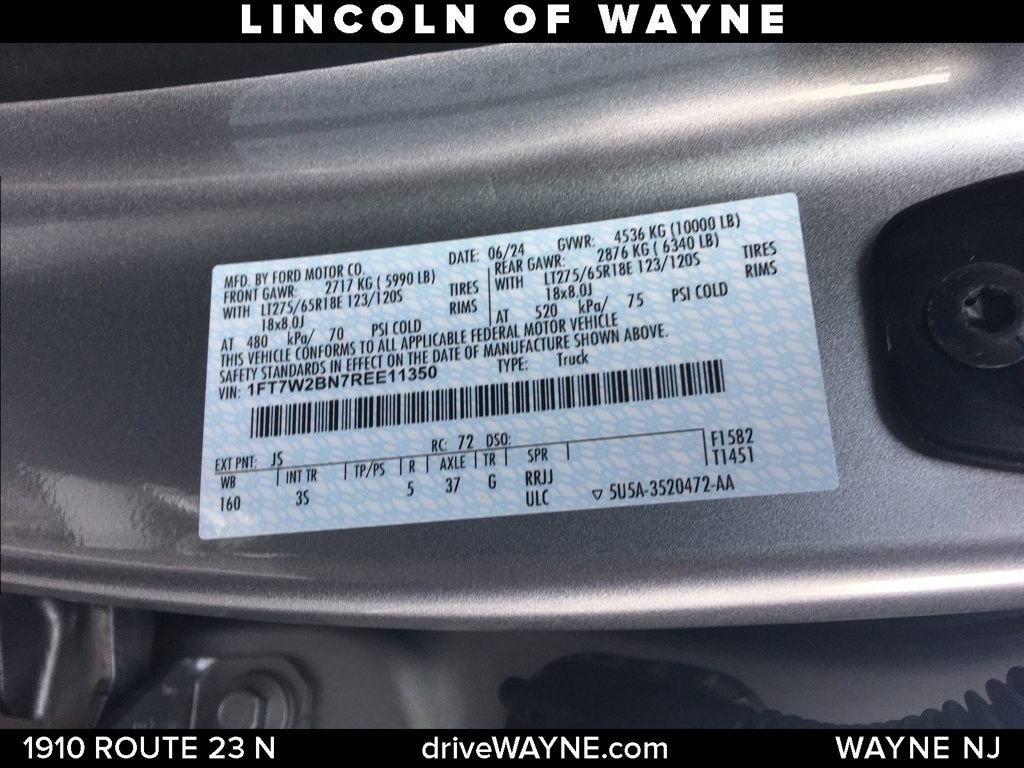 LINCOLN OF WAYNE
MFD. BY FORD MOTOR CO. DATE: 06/24 GVWR: 4536 KG (10000 LB)
FRONT GAWR: 2717 KG ( 5990 LB) REAR GAWR: 2876 KG ( 6340 LB)
WITH LT275/65R18E 123/120S TIRES WITH LT275/65R18E 123/120S TIRES
18x8.0J RIMS 18x8.0J RIMS
AT 480 kPa/ 70 PSI COLD AT 520 kPa/ 75 PSI COLD
THIS VEHICLE CONFORMS TO ALL APPLICABLE FEDERAL MOTOR VEHICLE
SAFETY STANDARDS IN EFFECT ON THE DATE OF MANUFACTURE SHOWN ABOVE.
VIN: 1FT7W2BN7REE11350 TYPE: Truck
EXT PNT: JS RC: 72 DSO: F1582
WB INT TR TP/PS R AXLE TR SPR T1451
160 3S 5 37 G RRJJ
ULC ▽ 5U5A-3520472-AA
1910 ROUTE 23 N driveWAYNE.com WAYNE NJ